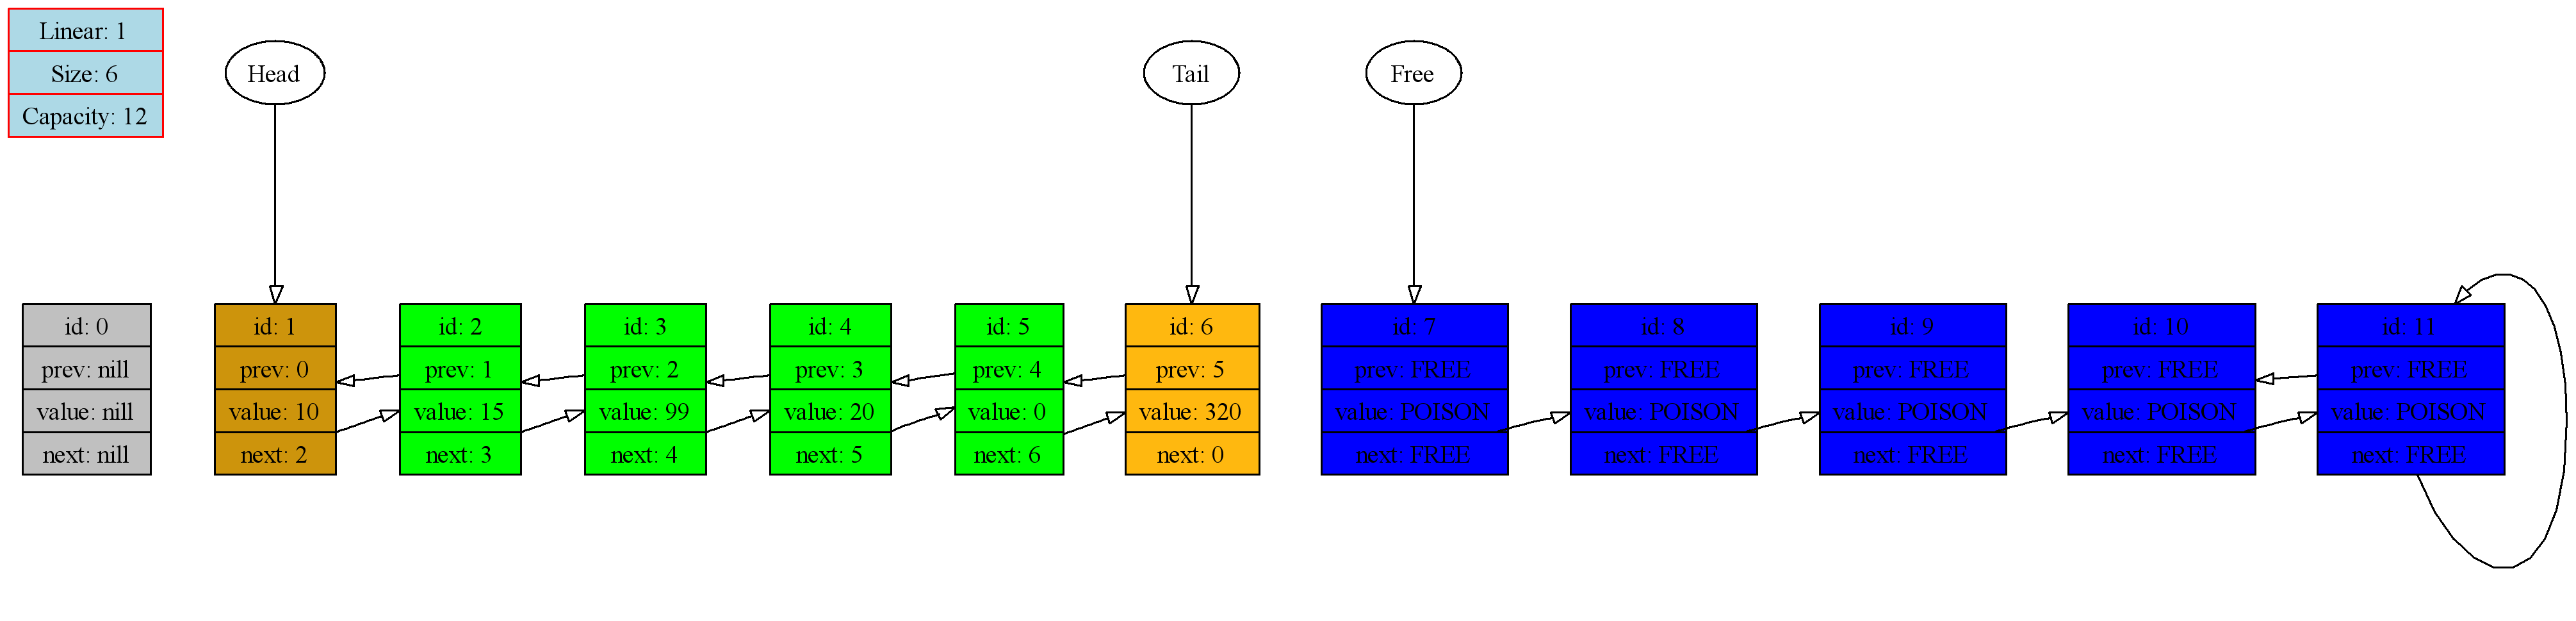 Linear: 1
Size: 6
Capacity: 12
Head
Tail
Free
id: 0
prev: nill
value: nill
next: nill
id: 1
prev: 0
value: 10
next: 2
id: 2
prev: 1
value: 15
next: 3
id: 3
prev: 2
value: 99
next: 4
id: 4
prev: 3
value: 20
next: 5
id: 5
prev: 4
value: 0
next: 6
id: 6
prev: 5
value: 320
next: 0
id: 7
prev: FREE
value: POISON
next: FREE
id: 8
prev: FREE
value: POISON
next: FREE
id: 9
prev: FREE
value: POISON
next: FREE
id: 10
prev: FREE
value: POISON
next: FREE
id: 11
prev: FREE
value: POISON
next: FREE